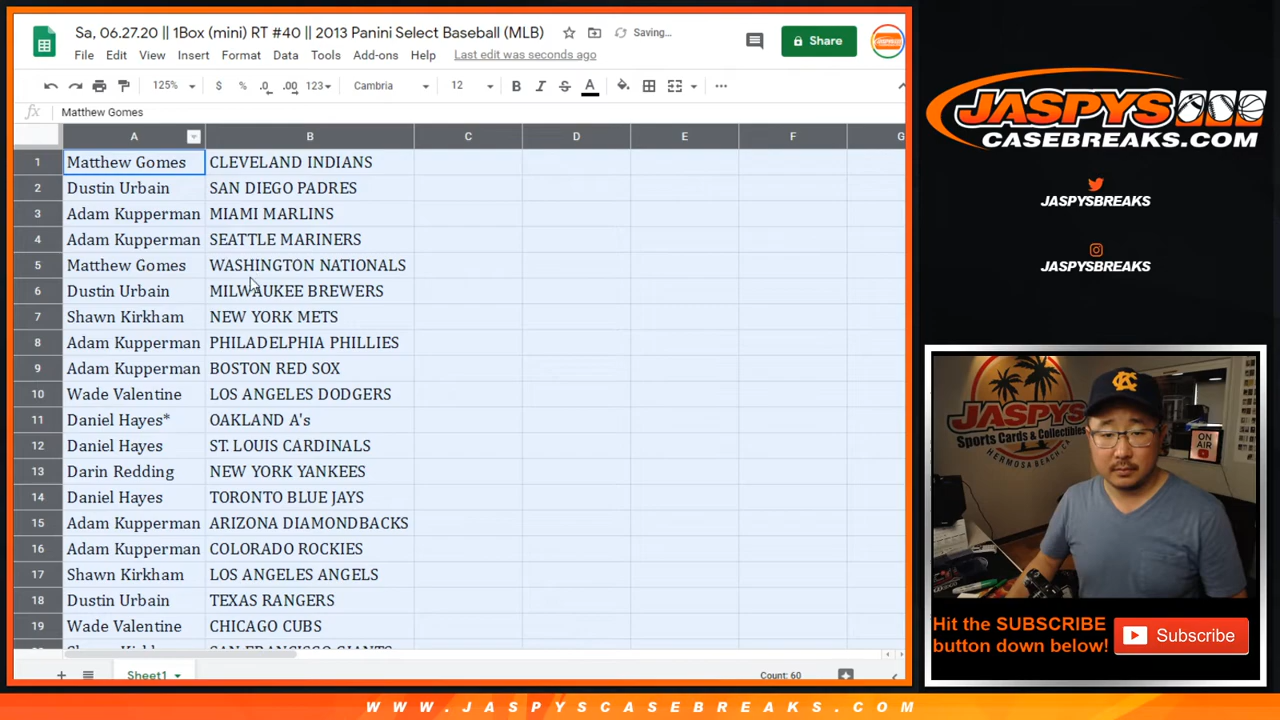 Sa, 06.27.20 || 1Box (mini) RT #40 || 2013 Panini Select Baseball (MLB)
Saving...
File Edit View Insert Format Data Tools Add-ons Help Last edit was seconds ago
Share
125% $ % .0 .00 123 Cambria 12 B I S A
fx Matthew Gomes
A B C D E F G
1 Matthew Gomes CLEVELAND INDIANS
2 Dustin Urbain SAN DIEGO PADRES
3 Adam Kupperman MIAMI MARLINS
4 Adam Kupperman SEATTLE MARINERS
5 Matthew Gomes WASHINGTON NATIONALS
6 Dustin Urbain MILWAUKEE BREWERS
7 Shawn Kirkham NEW YORK METS
8 Adam Kupperman PHILADELPHIA PHILLIES
9 Adam Kupperman BOSTON RED SOX
10 Wade Valentine LOS ANGELES DODGERS
11 Daniel Hayes* OAKLAND A's
12 Daniel Hayes ST. LOUIS CARDINALS
13 Darin Redding NEW YORK YANKEES
14 Daniel Hayes TORONTO BLUE JAYS
15 Adam Kupperman ARIZONA DIAMONDBACKS
16 Adam Kupperman COLORADO ROCKIES
17 Shawn Kirkham LOS ANGELES ANGELS
18 Dustin Urbain TEXAS RANGERS
19 Wade Valentine CHICAGO CUBS
Sheet1
Count: 60
JASPYS
CASEBREAKS.COM
JASPYSBREAKS
JASPYSBREAKS
JASPYS
Sports Cards & Collectibles
HERMOSA BEACH, CA
KC
ON AIR
Hit the SUBSCRIBE
button down below!
Subscribe
WWW.JASPYSCASEBREAKS.COM